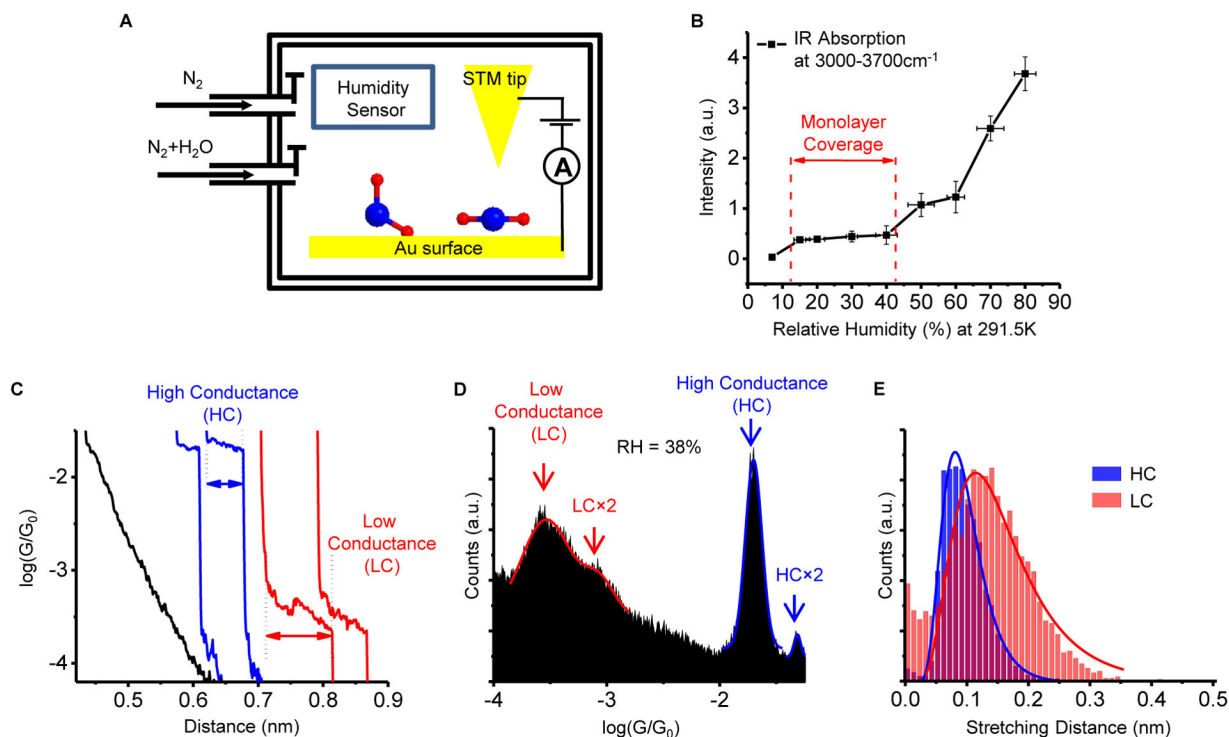 A
N₂
N₂+H₂O
Humidity
Sensor
STM tip
A
Au surface
B
IR Absorption
at 3000-3700cm⁻¹
Monolayer
Coverage
Intensity (a.u.)
4
3
2
1
0
0 10 20 30 40 50 60 70 80 90
Relative Humidity (%) at 291.5K
C
High Conductance
(HC)
Low
Conductance
(LC)
log(G/G₀)
-2
-3
-4
0.5 0.6 0.7 0.8 0.9
Distance (nm)
D
Low
Conductance
(LC)
RH = 38%
High Conductance
(HC)
LC×2
HC×2
Counts (a.u.)
-4 -3 -2
log(G/G₀)
E
HC
LC
Counts (a.u.)
0.0 0.1 0.2 0.3 0.4 0.5
Stretching Distance (nm)